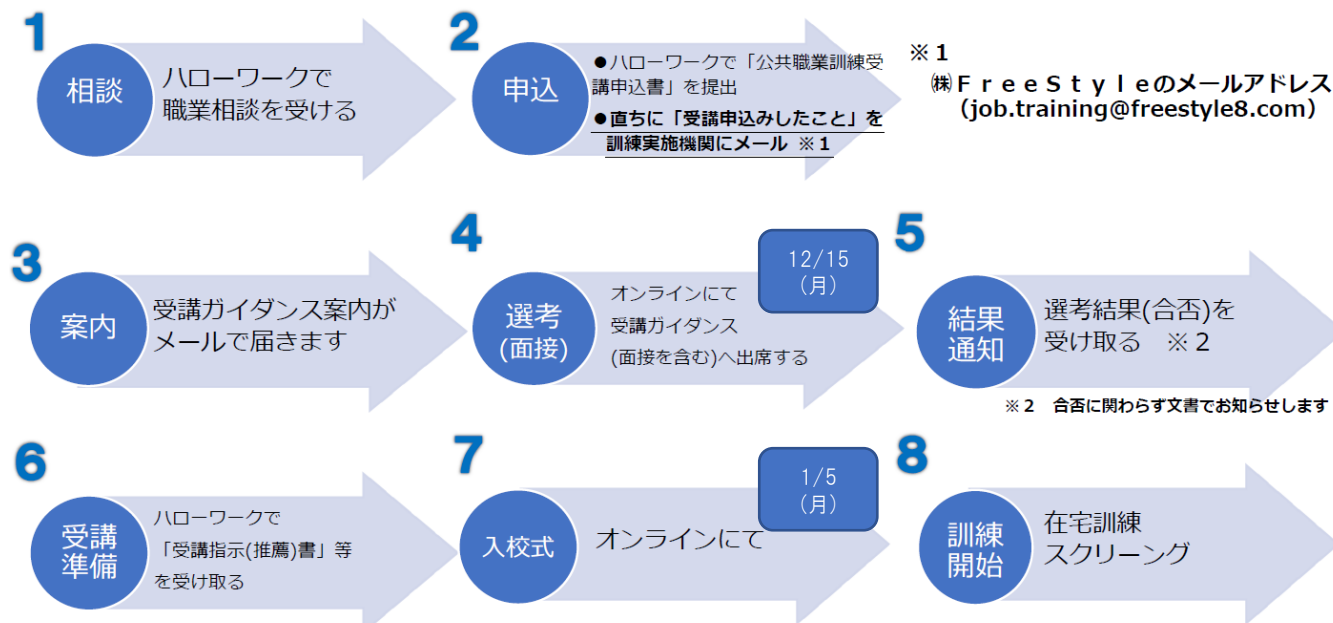 1
相談
ハローワークで
職業相談を受ける
2
申込
●ハローワークで「公共職業訓練受
講申込書」を提出
●直ちに「受講申込みしたこと」を
訓練実施機関にメール ※1
※1
㈱ＦｒｅｅＳｔｙｌｅのメールアドレス
(job.training@freestyle8.com)
3
案内
受講ガイダンス案内が
メールで届きます
4
選考
(面接)
オンラインにて
受講ガイダンス
(面接を含む)へ出席する
12/15
(月)
5
結果
通知
選考結果(合否)を
受け取る ※2
※2 合否に関わらず文書でお知らせします
6
受講
準備
ハローワークで
「受講指示(推薦)書」等
を受け取る
7
入校式
オンラインにて
1/5
(月)
8
訓練
開始
在宅訓練
スクリーング